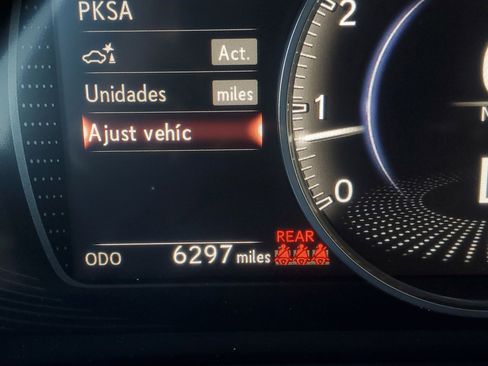 PKSA
Act.
Unidades miles
Ajust vehíc
ODO 6297 miles
REAR
2
1
0